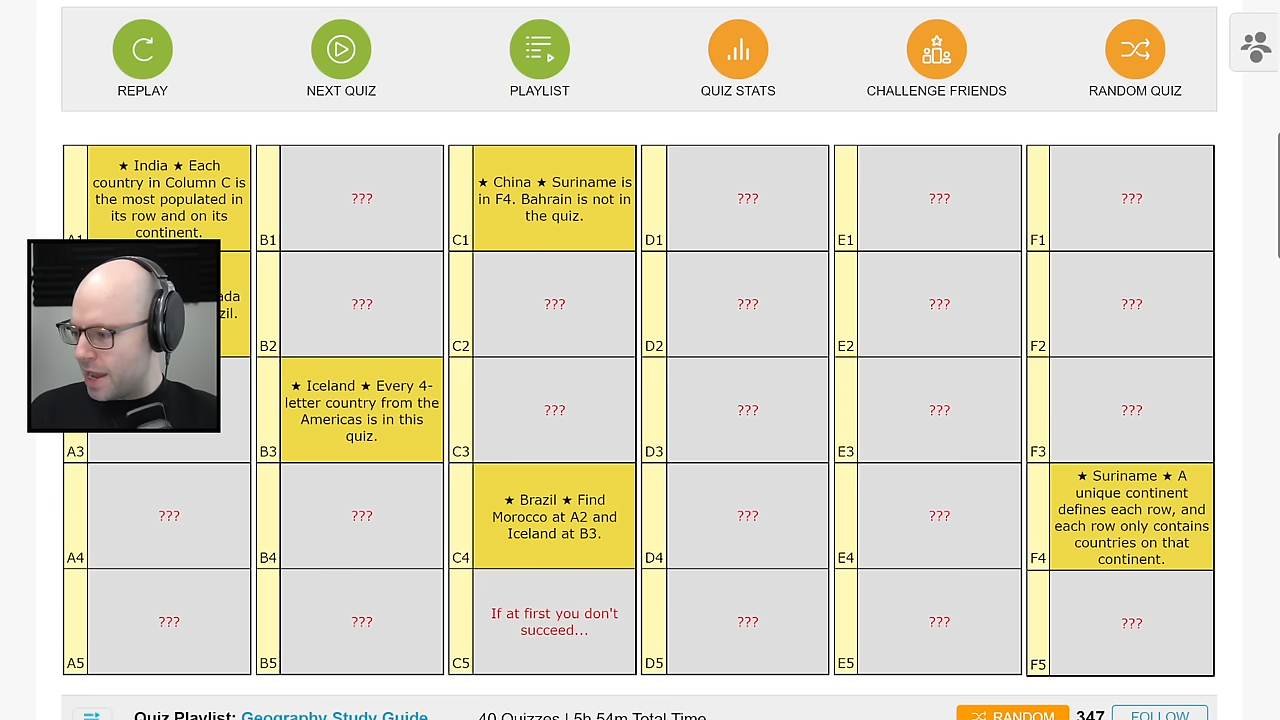 REPLAY
NEXT QUIZ
PLAYLIST
QUIZ STATS
CHALLENGE FRIENDS
RANDOM QUIZ
★ India ★ Each
country in Column C is
the most populated in
its row and on its
continent.
B1
???
★ China ★ Suriname is
in F4. Bahrain is not in
the quiz.
C1
D1
???
E1
???
F1
???
B2
???
C2
???
D2
???
E2
???
F2
???
A3
★ Iceland ★ Every 4-
letter country from the
Americas is in this
quiz.
B3
C3
???
D3
???
E3
???
F3
???
A4
???
B4
???
★ Brazil ★ Find
Morocco at A2 and
Iceland at B3.
C4
D4
???
E4
???
★ Suriname ★ A
unique continent
defines each row, and
each row only contains
countries on that
continent.
F4
A5
???
B5
???
If at first you don't
succeed...
C5
D5
???
E5
???
F5
???
Quiz Playlist: Geography Study Guide
40 Quizzes | 5h 54m Total Time
RANDOM
347
FOLLOW